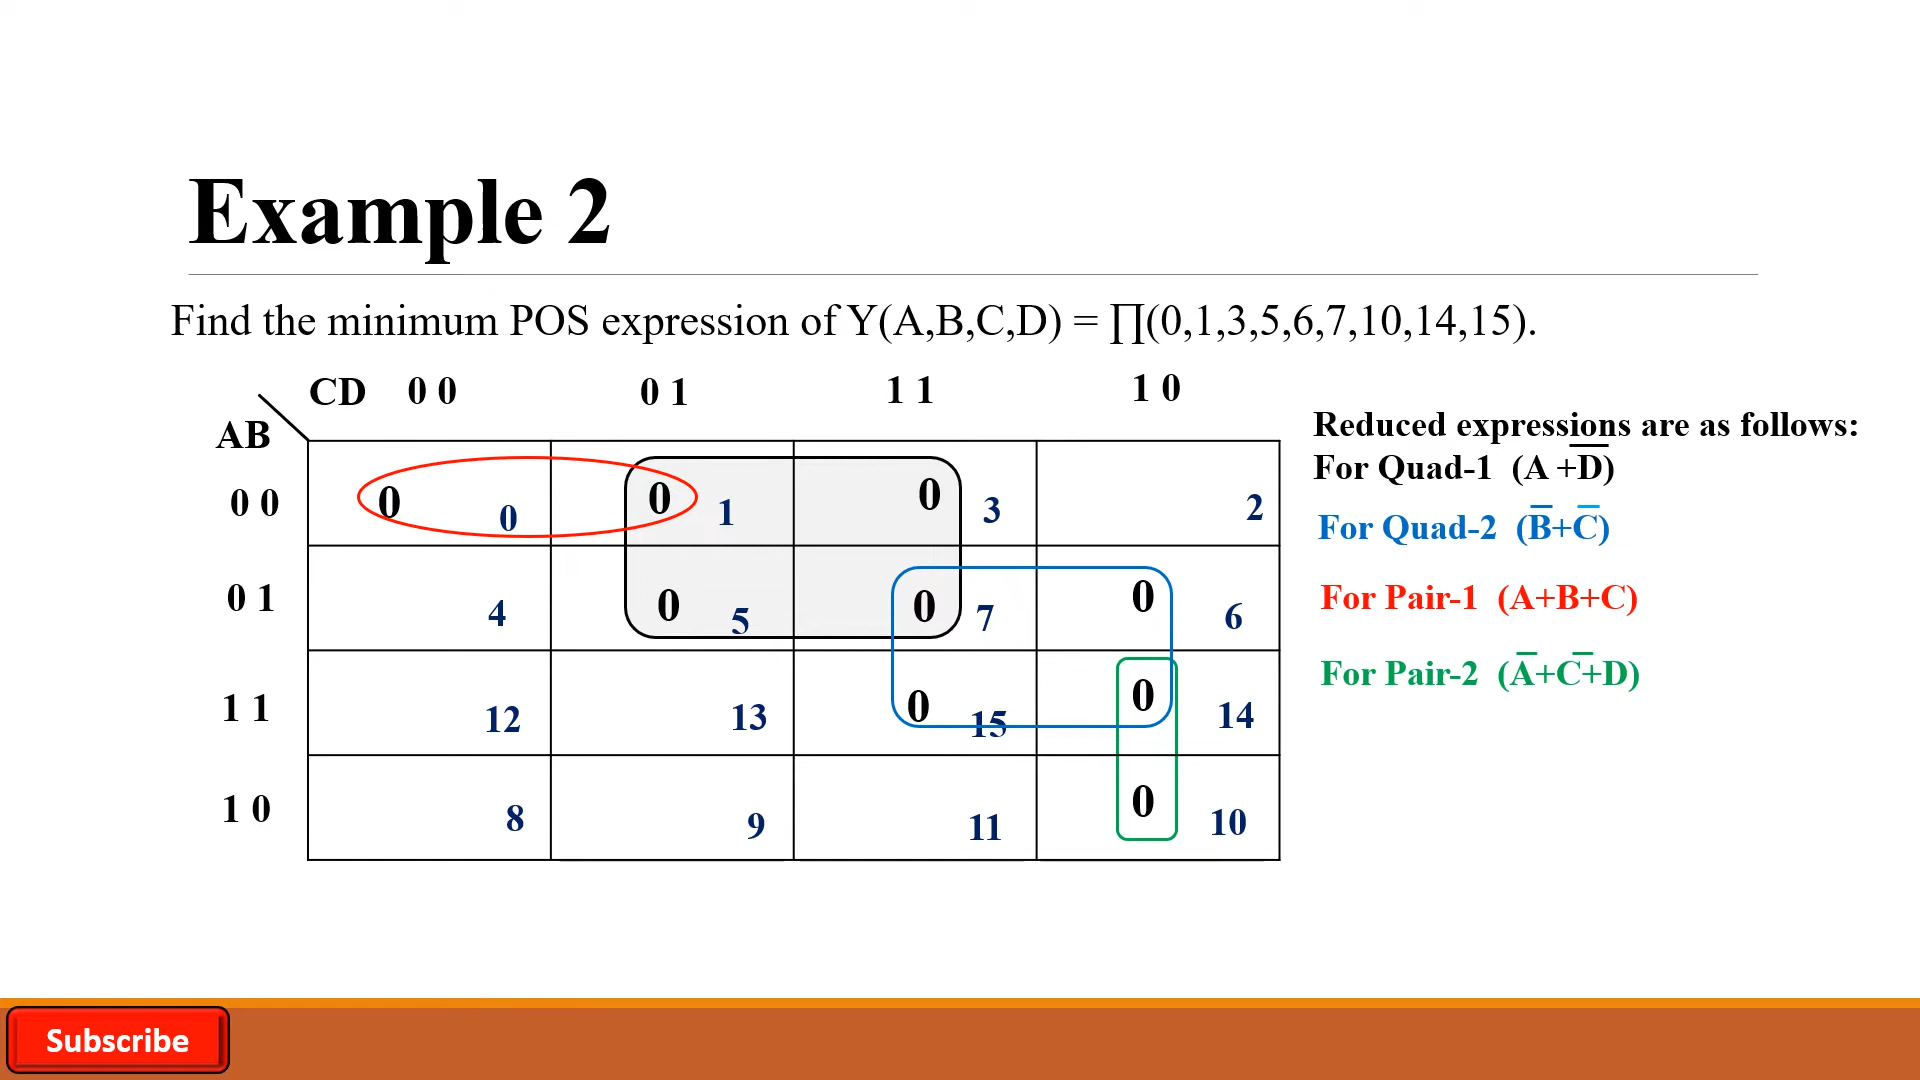 Example 2
Find the minimum POS expression of Y(A,B,C,D) = ∏(0,1,3,5,6,7,10,14,15).
CD 0 0 0 1 1 1 1 0
AB
0 0 0 0 0 1 0 3 2
0 1 4 0 5 0 7 0 6
1 1 12 13 0 15 0 14
1 0 8 9 11 0 10
Reduced expressions are as follows:
For Quad-1 (A +D̅)
For Quad-2 (B̅+C̅)
For Pair-1 (A+B+C)
For Pair-2 (A̅+C̅+D)
Subscribe